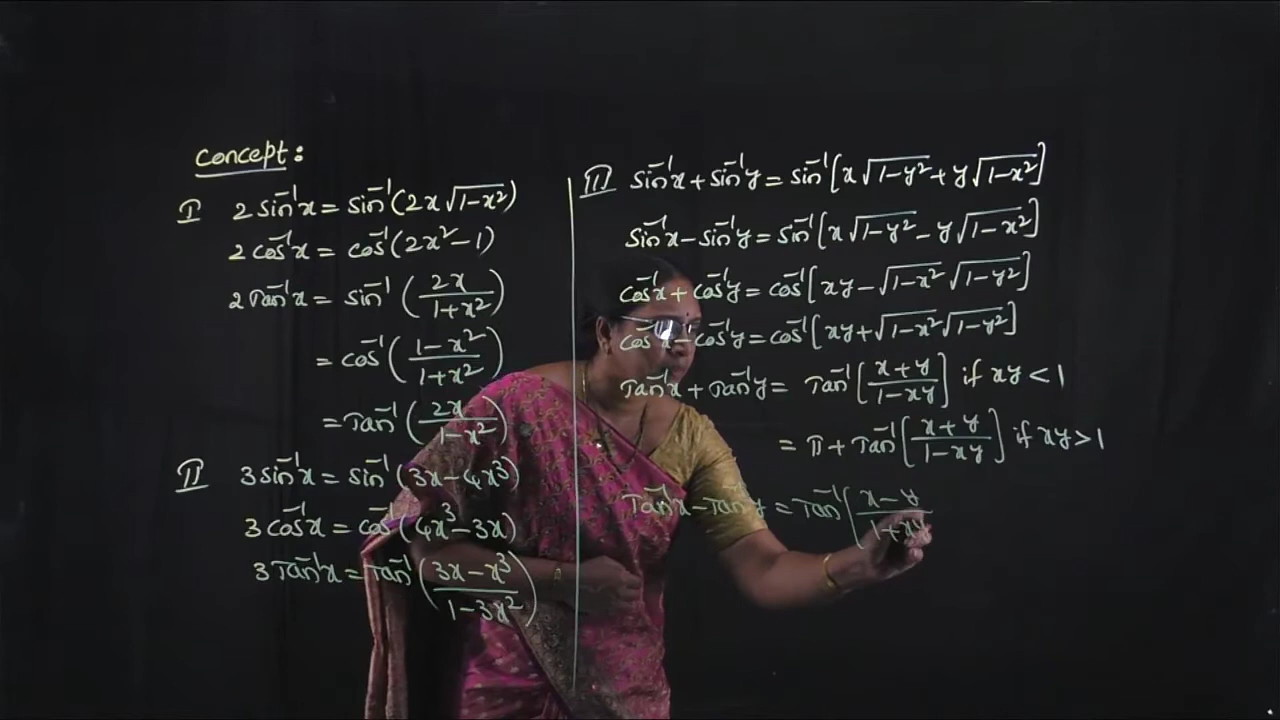 Concept:
I 2 sin⁻¹x = sin⁻¹(2x√(1-x²))
2 cos⁻¹x = cos⁻¹(2x²-1)
2 Tan⁻¹x = sin⁻¹(2x/(1+x²))
= cos⁻¹((1-x²)/(1+x²))
= Tan⁻¹(2x/(1-x²))
II 3 sin⁻¹x = sin⁻¹(3x-4x³)
3 cos⁻¹x = cos⁻¹(4x³-3x)
3 Tan⁻¹x = Tan⁻¹((3x-x³)/(1-3x²))
III sin⁻¹x + sin⁻¹y = sin⁻¹[x√(1-y²) + y√(1-x²)]
sin⁻¹x - sin⁻¹y = sin⁻¹[x√(1-y²) - y√(1-x²)]
cos⁻¹x + cos⁻¹y = cos⁻¹[xy - √(1-x²) √(1-y²)]
cos⁻¹x - cos⁻¹y = cos⁻¹[xy + √(1-x²) √(1-y²)]
Tan⁻¹x + Tan⁻¹y = Tan⁻¹[(x+y)/(1-xy)] if xy < 1
= π + Tan⁻¹[(x+y)/(1-xy)] if xy > 1
Tan⁻¹x - Tan⁻¹y = Tan⁻¹[(x-y)/(1+xy)